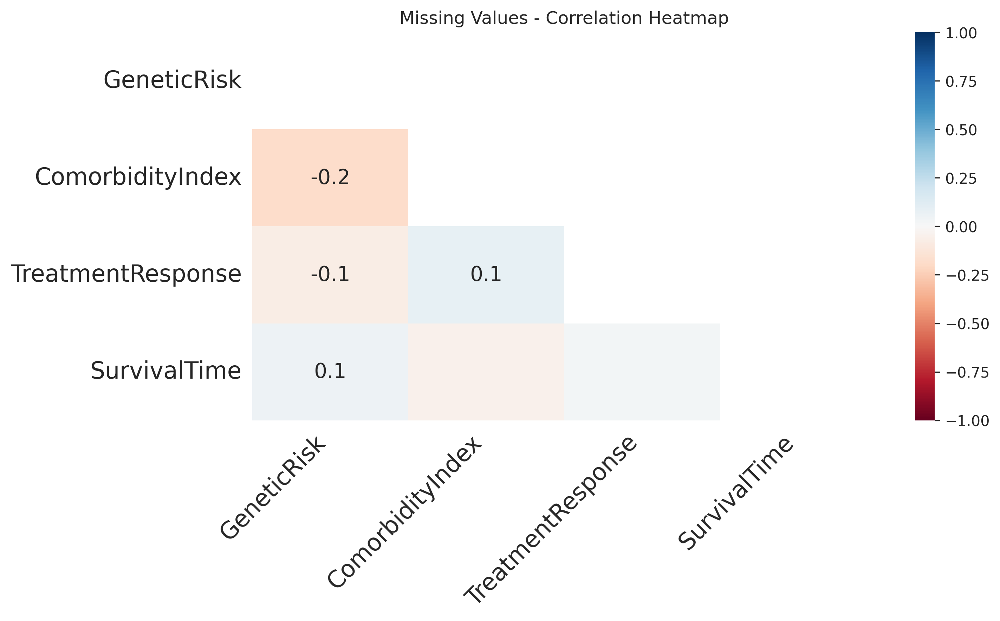 Missing Values - Correlation Heatmap
1.00
GeneticRisk
0.75
0.50
ComorbidityIndex
-0.2
0.25
0.00
TreatmentResponse
-0.1
0.1
−0.25
−0.50
SurvivalTime
0.1
−0.75
−1.00
GeneticRisk
ComorbidityIndex
TreatmentResponse
SurvivalTime